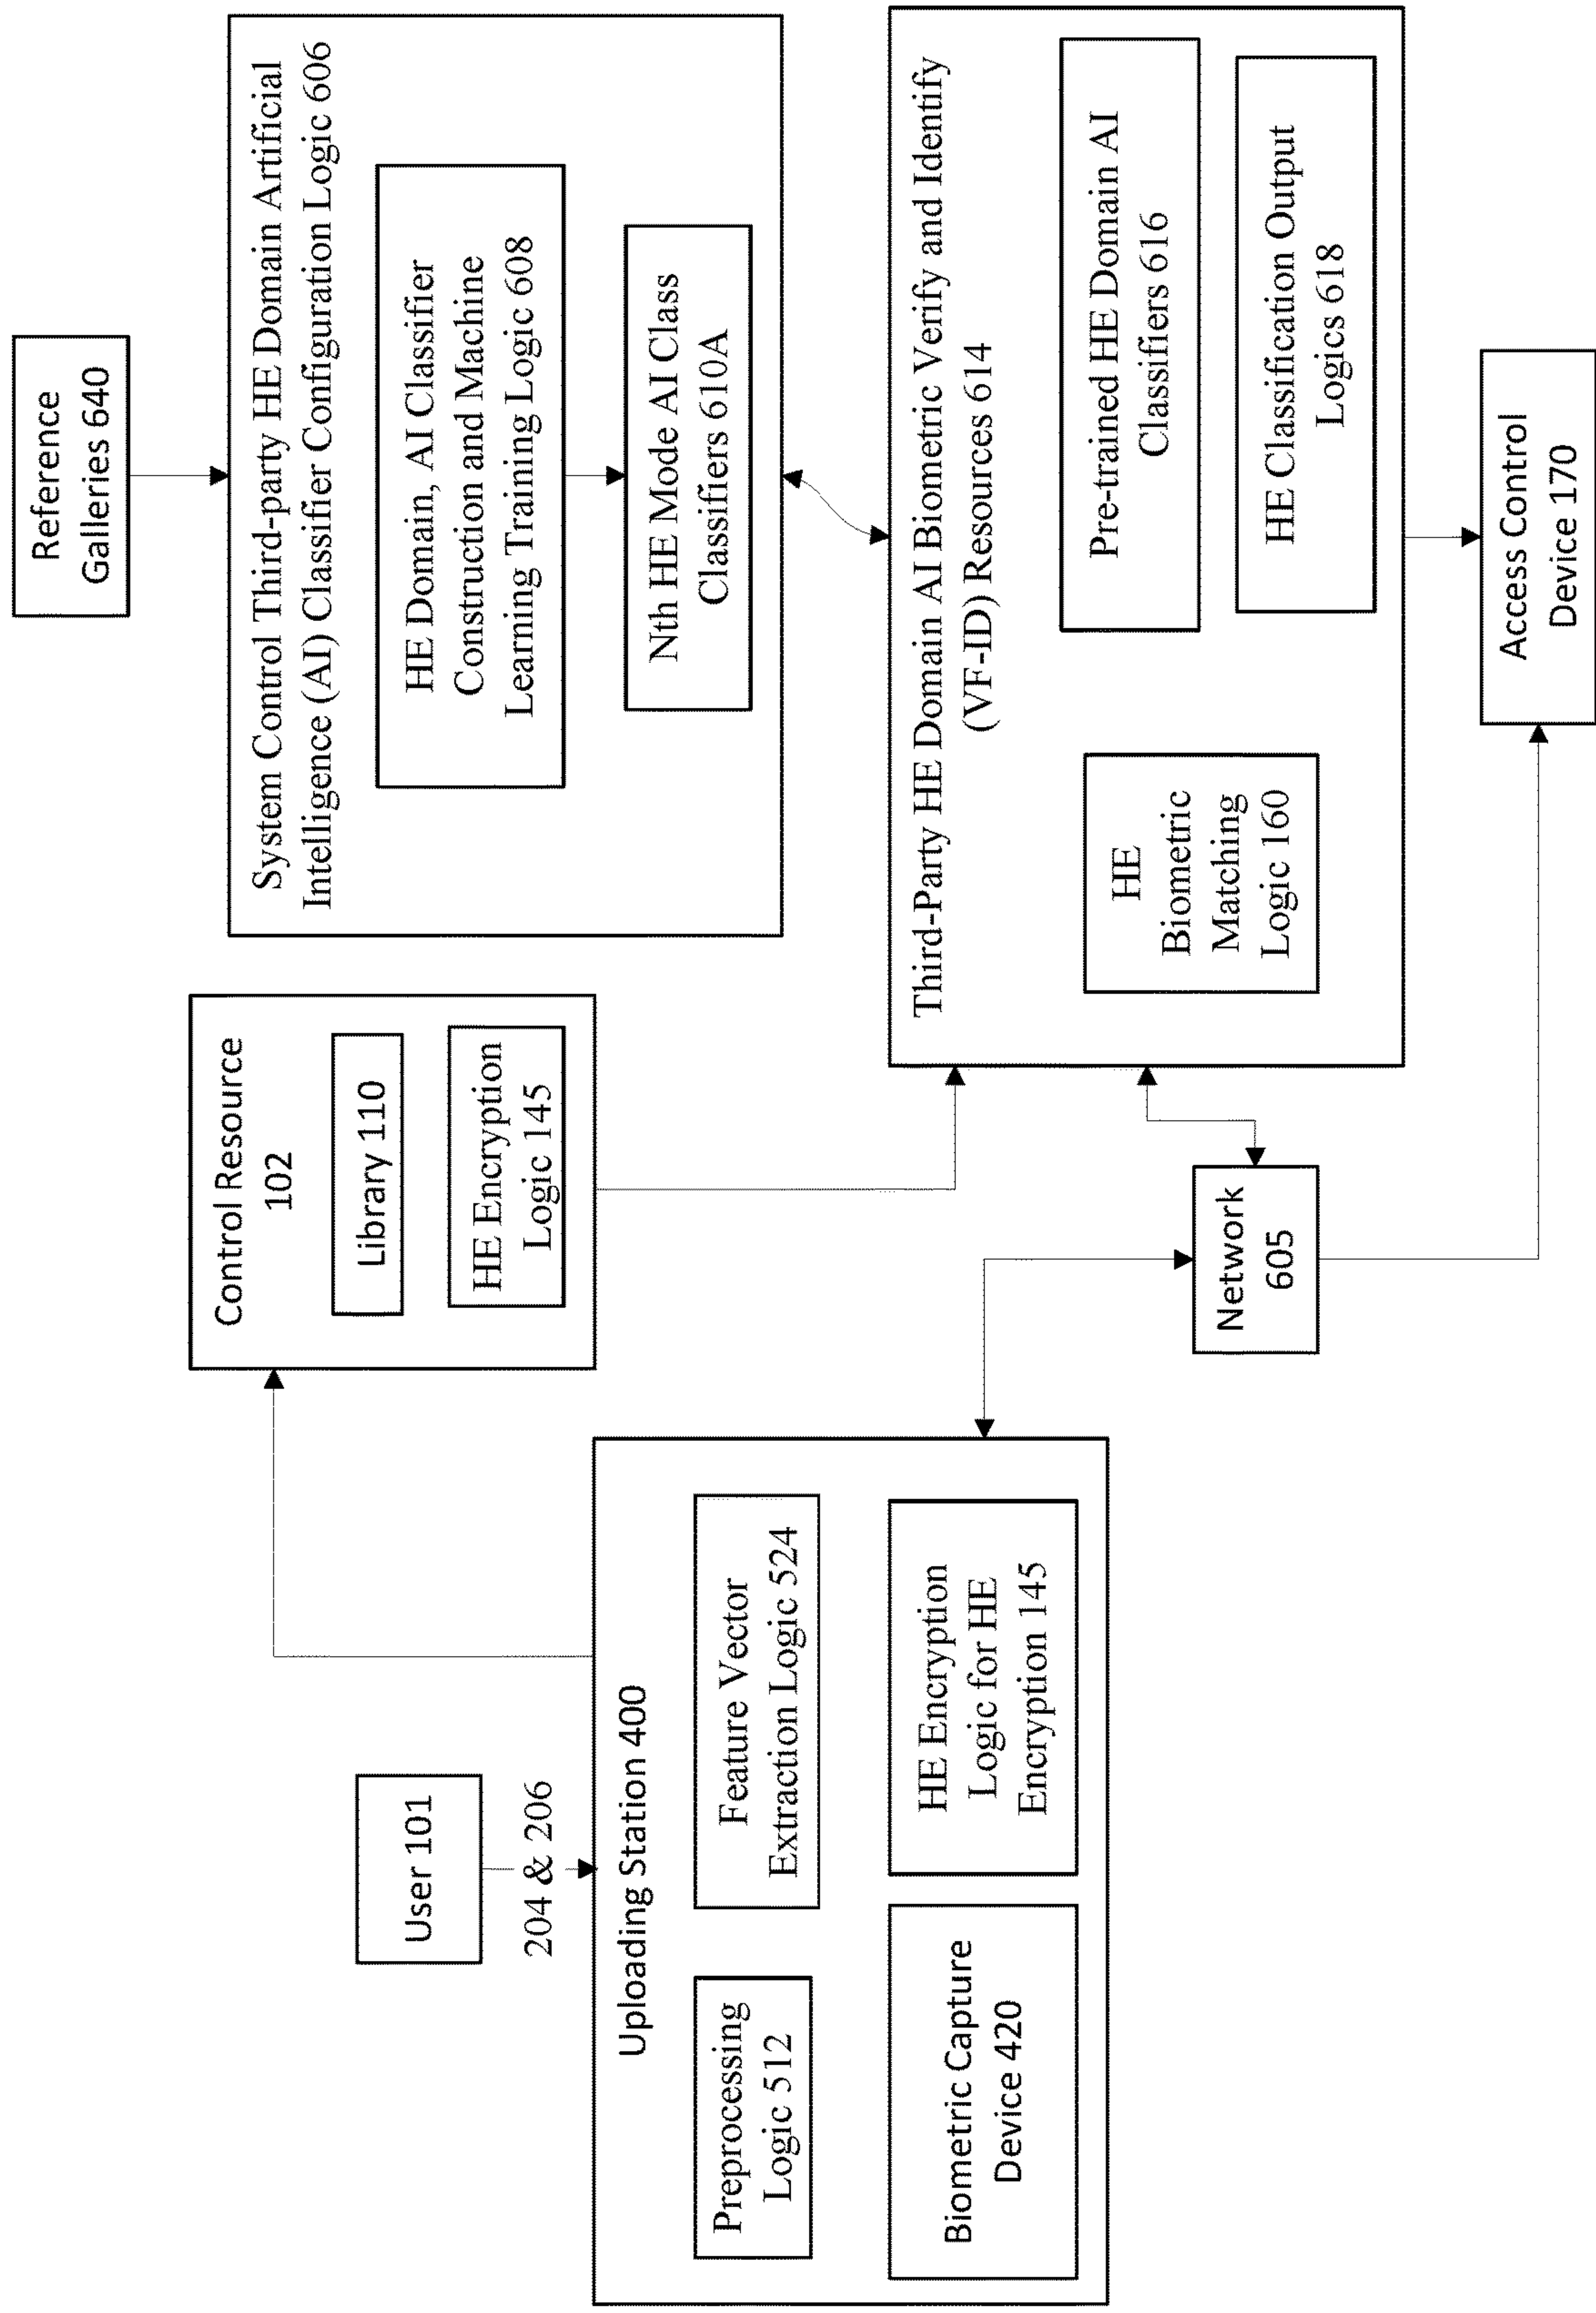 User 101
204 & 206
Uploading Station 400
Preprocessing
Logic 512
Feature Vector
Extraction Logic 524
Biometric Capture
Device 420
HE Encryption
Logic for HE
Encryption 145
Control Resource
102
Library 110
HE Encryption
Logic 145
Network
605
Reference
Galleries 640
System Control Third-party HE Domain Artificial
Intelligence (AI) Classifier Configuration Logic 606
HE Domain, AI Classifier
Construction and Machine
Learning Training Logic 608
Nth HE Mode AI Class
Classifiers 610A
Third-Party HE Domain AI Biometric Verify and Identify
(VF-ID) Resources 614
HE
Biometric
Matching
Logic 160
Pre-trained HE Domain AI
Classifiers 616
HE Classification Output
Logics 618
Access Control
Device 170